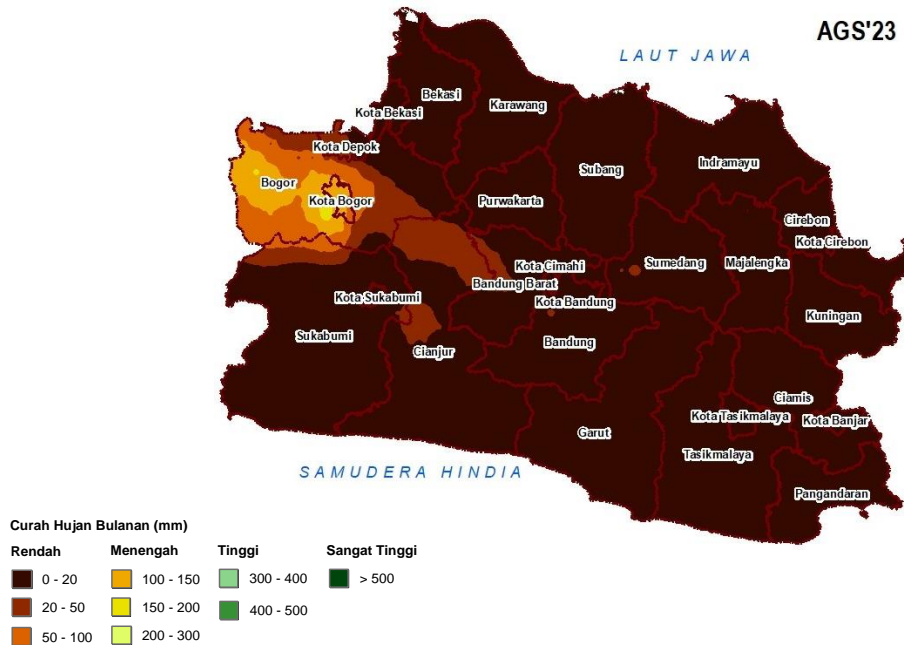 AGS'23
LAUT JAWA
Bekasi
Karawang
Kota Bekasi
Kota Depok
Indramayu
Subang
Bogor
Kota Bogor
Purwakarta
Cirebon
Kota Cirebon
Kota Cimahi
Sumedang
Majalengka
Bandung Barat
Kota Sukabumi
Kota Bandung
Kuningan
Sukabumi
Bandung
Cianjur
Ciamis
Kota Tasikmalaya
Kota Banjar
Garut
Tasikmalaya
SAMUDERA HINDIA
Pangandaran
Curah Hujan Bulanan (mm)
Rendah Menengah Tinggi Sangat Tinggi
0 - 20 100 - 150 300 - 400 > 500
20 - 50 150 - 200 400 - 500
50 - 100 200 - 300